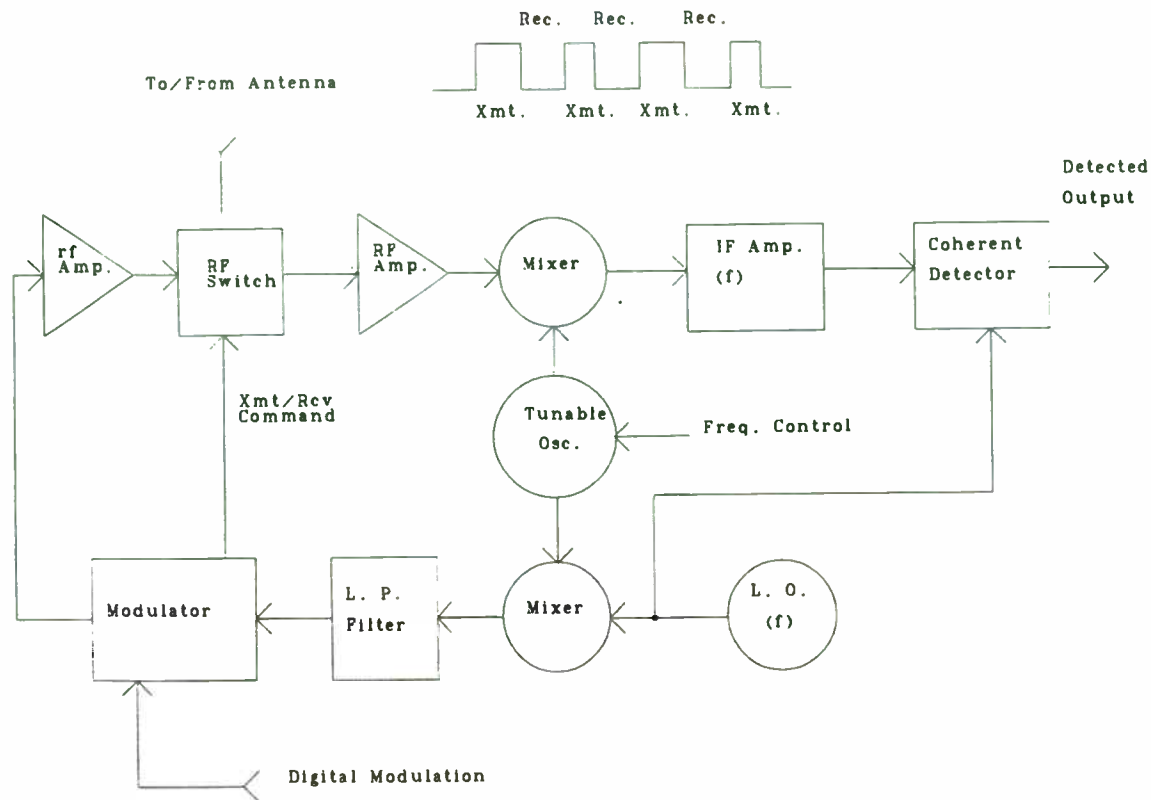 Rec. Rec. Rec.
To/From Antenna
Xmt. Xmt. Xmt. Xmt.
Detected
Output
rf
Amp.
RF
Switch
RF
Amp.
Mixer
IF Amp.
(f)
Coherent
Detector
Xmt/Rcv
Command
Tunable
Osc.
Freq. Control
Modulator
L. P.
Filter
Mixer
L. O.
(f)
Digital Modulation